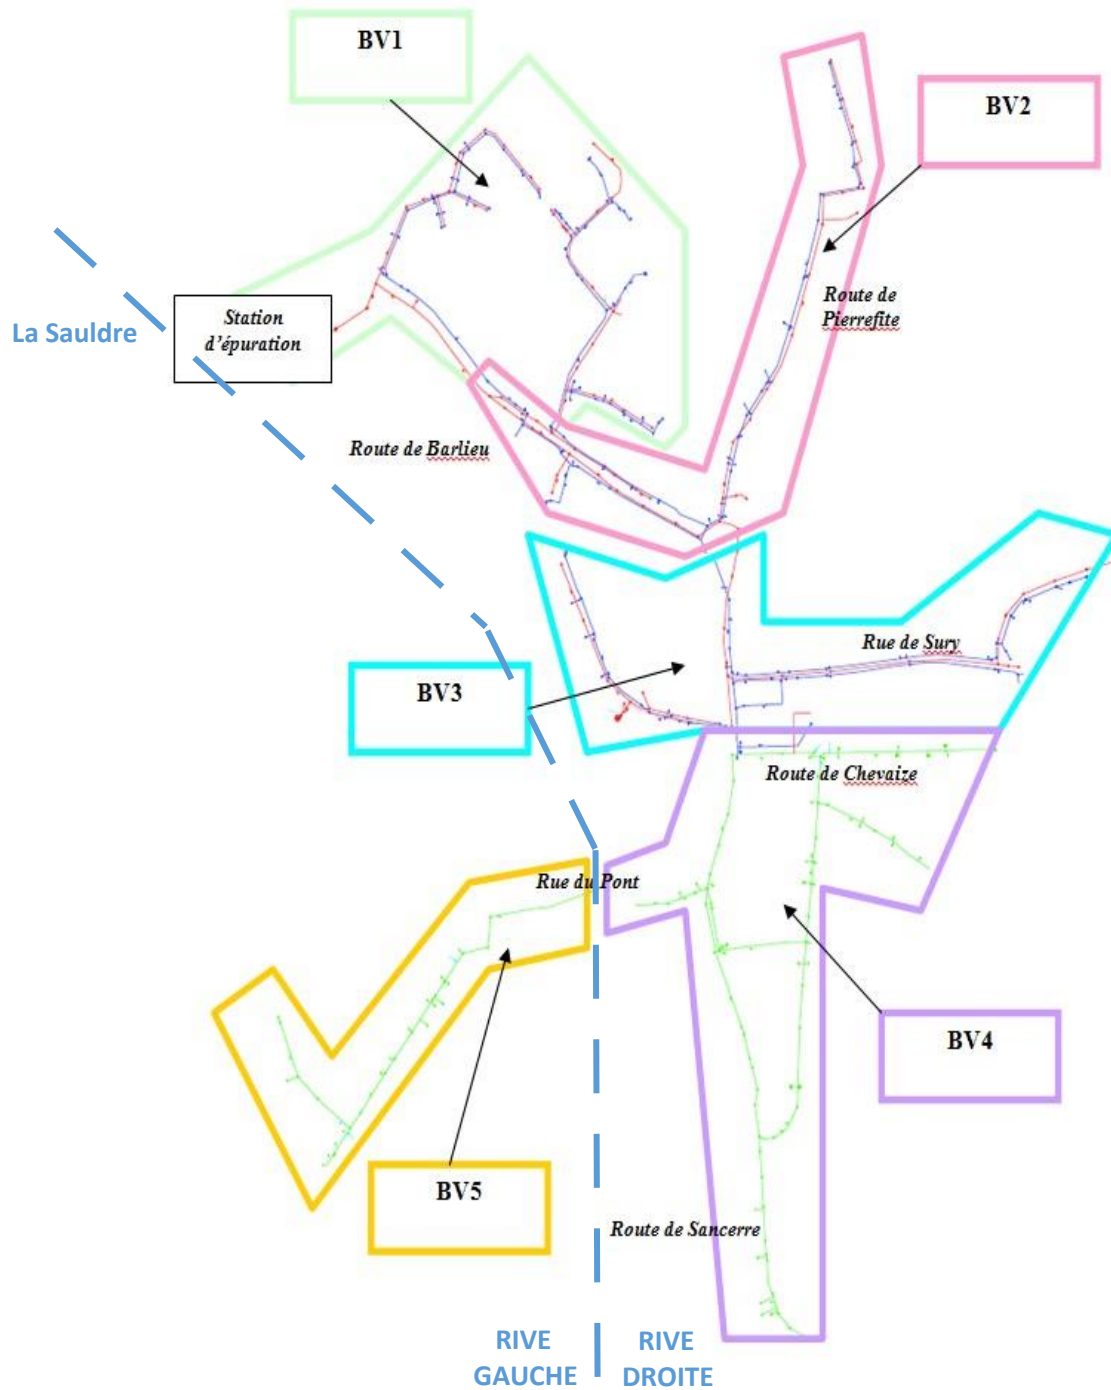 BV1
BV2
Route de
Pierrefite
La Sauldre
Station
d'épuration
Route de Barlieu
Rue de Sury
BV3
Route de Chevaize
Rue du Pont
BV4
BV5
Route de Sancerre
RIVE
GAUCHE
RIVE
DROITE